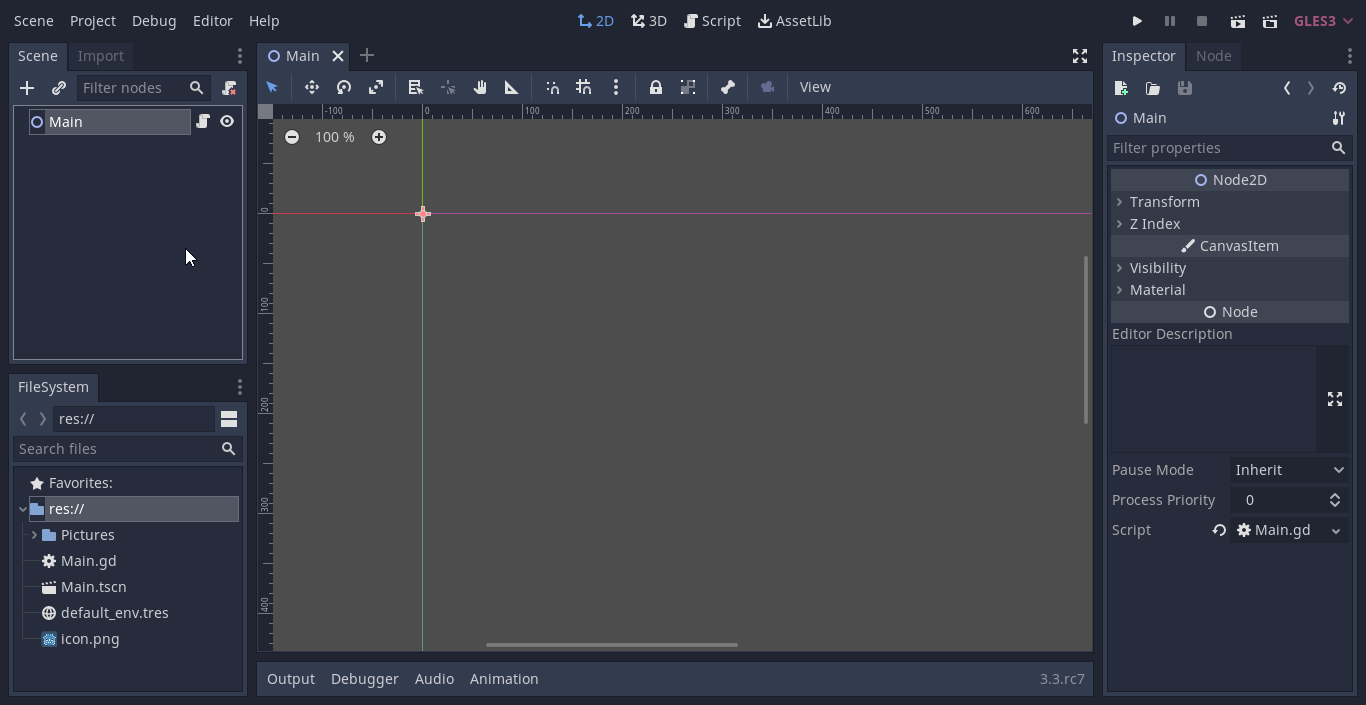 Scene Project Debug Editor Help
2D 3D Script AssetLib
GLES3
Scene Import
Filter nodes
Main
FileSystem
res://
Search files
Favorites:
res://
Pictures
Main.gd
Main.tscn
default_env.tres
icon.png
Main
View
-100 0 100 200 300 400 500 600
100 %
0
100
200
300
400
Output Debugger Audio Animation 3.3.rc7
Inspector Node
Main
Filter properties
Node2D
Transform
Z Index
CanvasItem
Visibility
Material
Node
Editor Description
Pause Mode Inherit
Process Priority 0
Script Main.gd